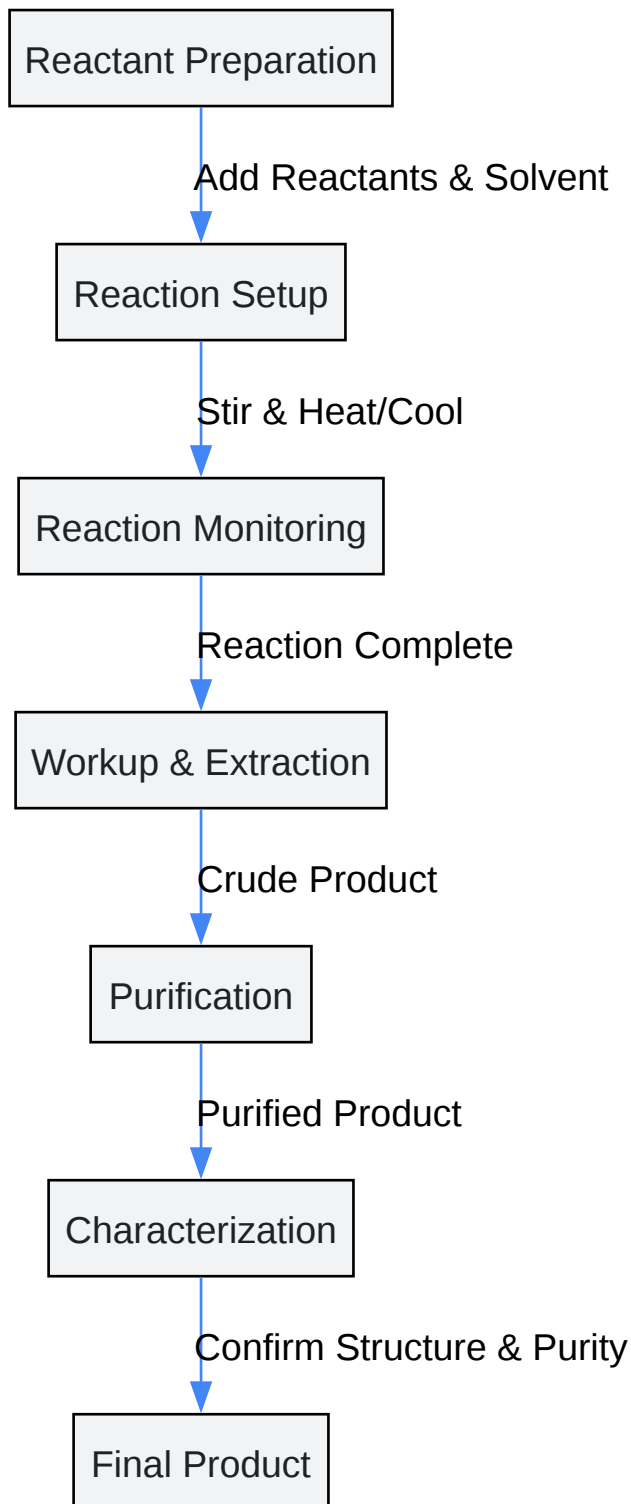 Reactant Preparation
Add Reactants & Solvent
Reaction Setup
Stir & Heat/Cool
Reaction Monitoring
Reaction Complete
Workup & Extraction
Crude Product
Purification
Purified Product
Characterization
Confirm Structure & Purity
Final Product